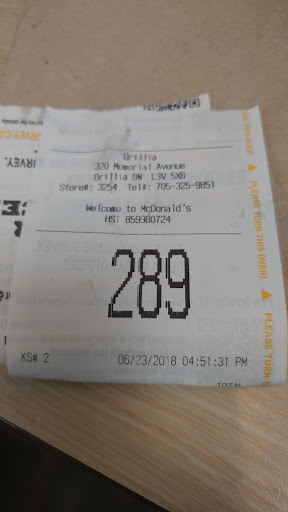 Orillia
320 Memorial Avenue
Orillia ON L3V 5X6
Store#: 3254 Tel#: 705-325-9851
Welcome to McDonald's
HST 859380724
289
KS# 2 06/23/2018 04:51:31 PM
TOTAL
PLEASE TURN THIS OVER!
PLEASE TURN